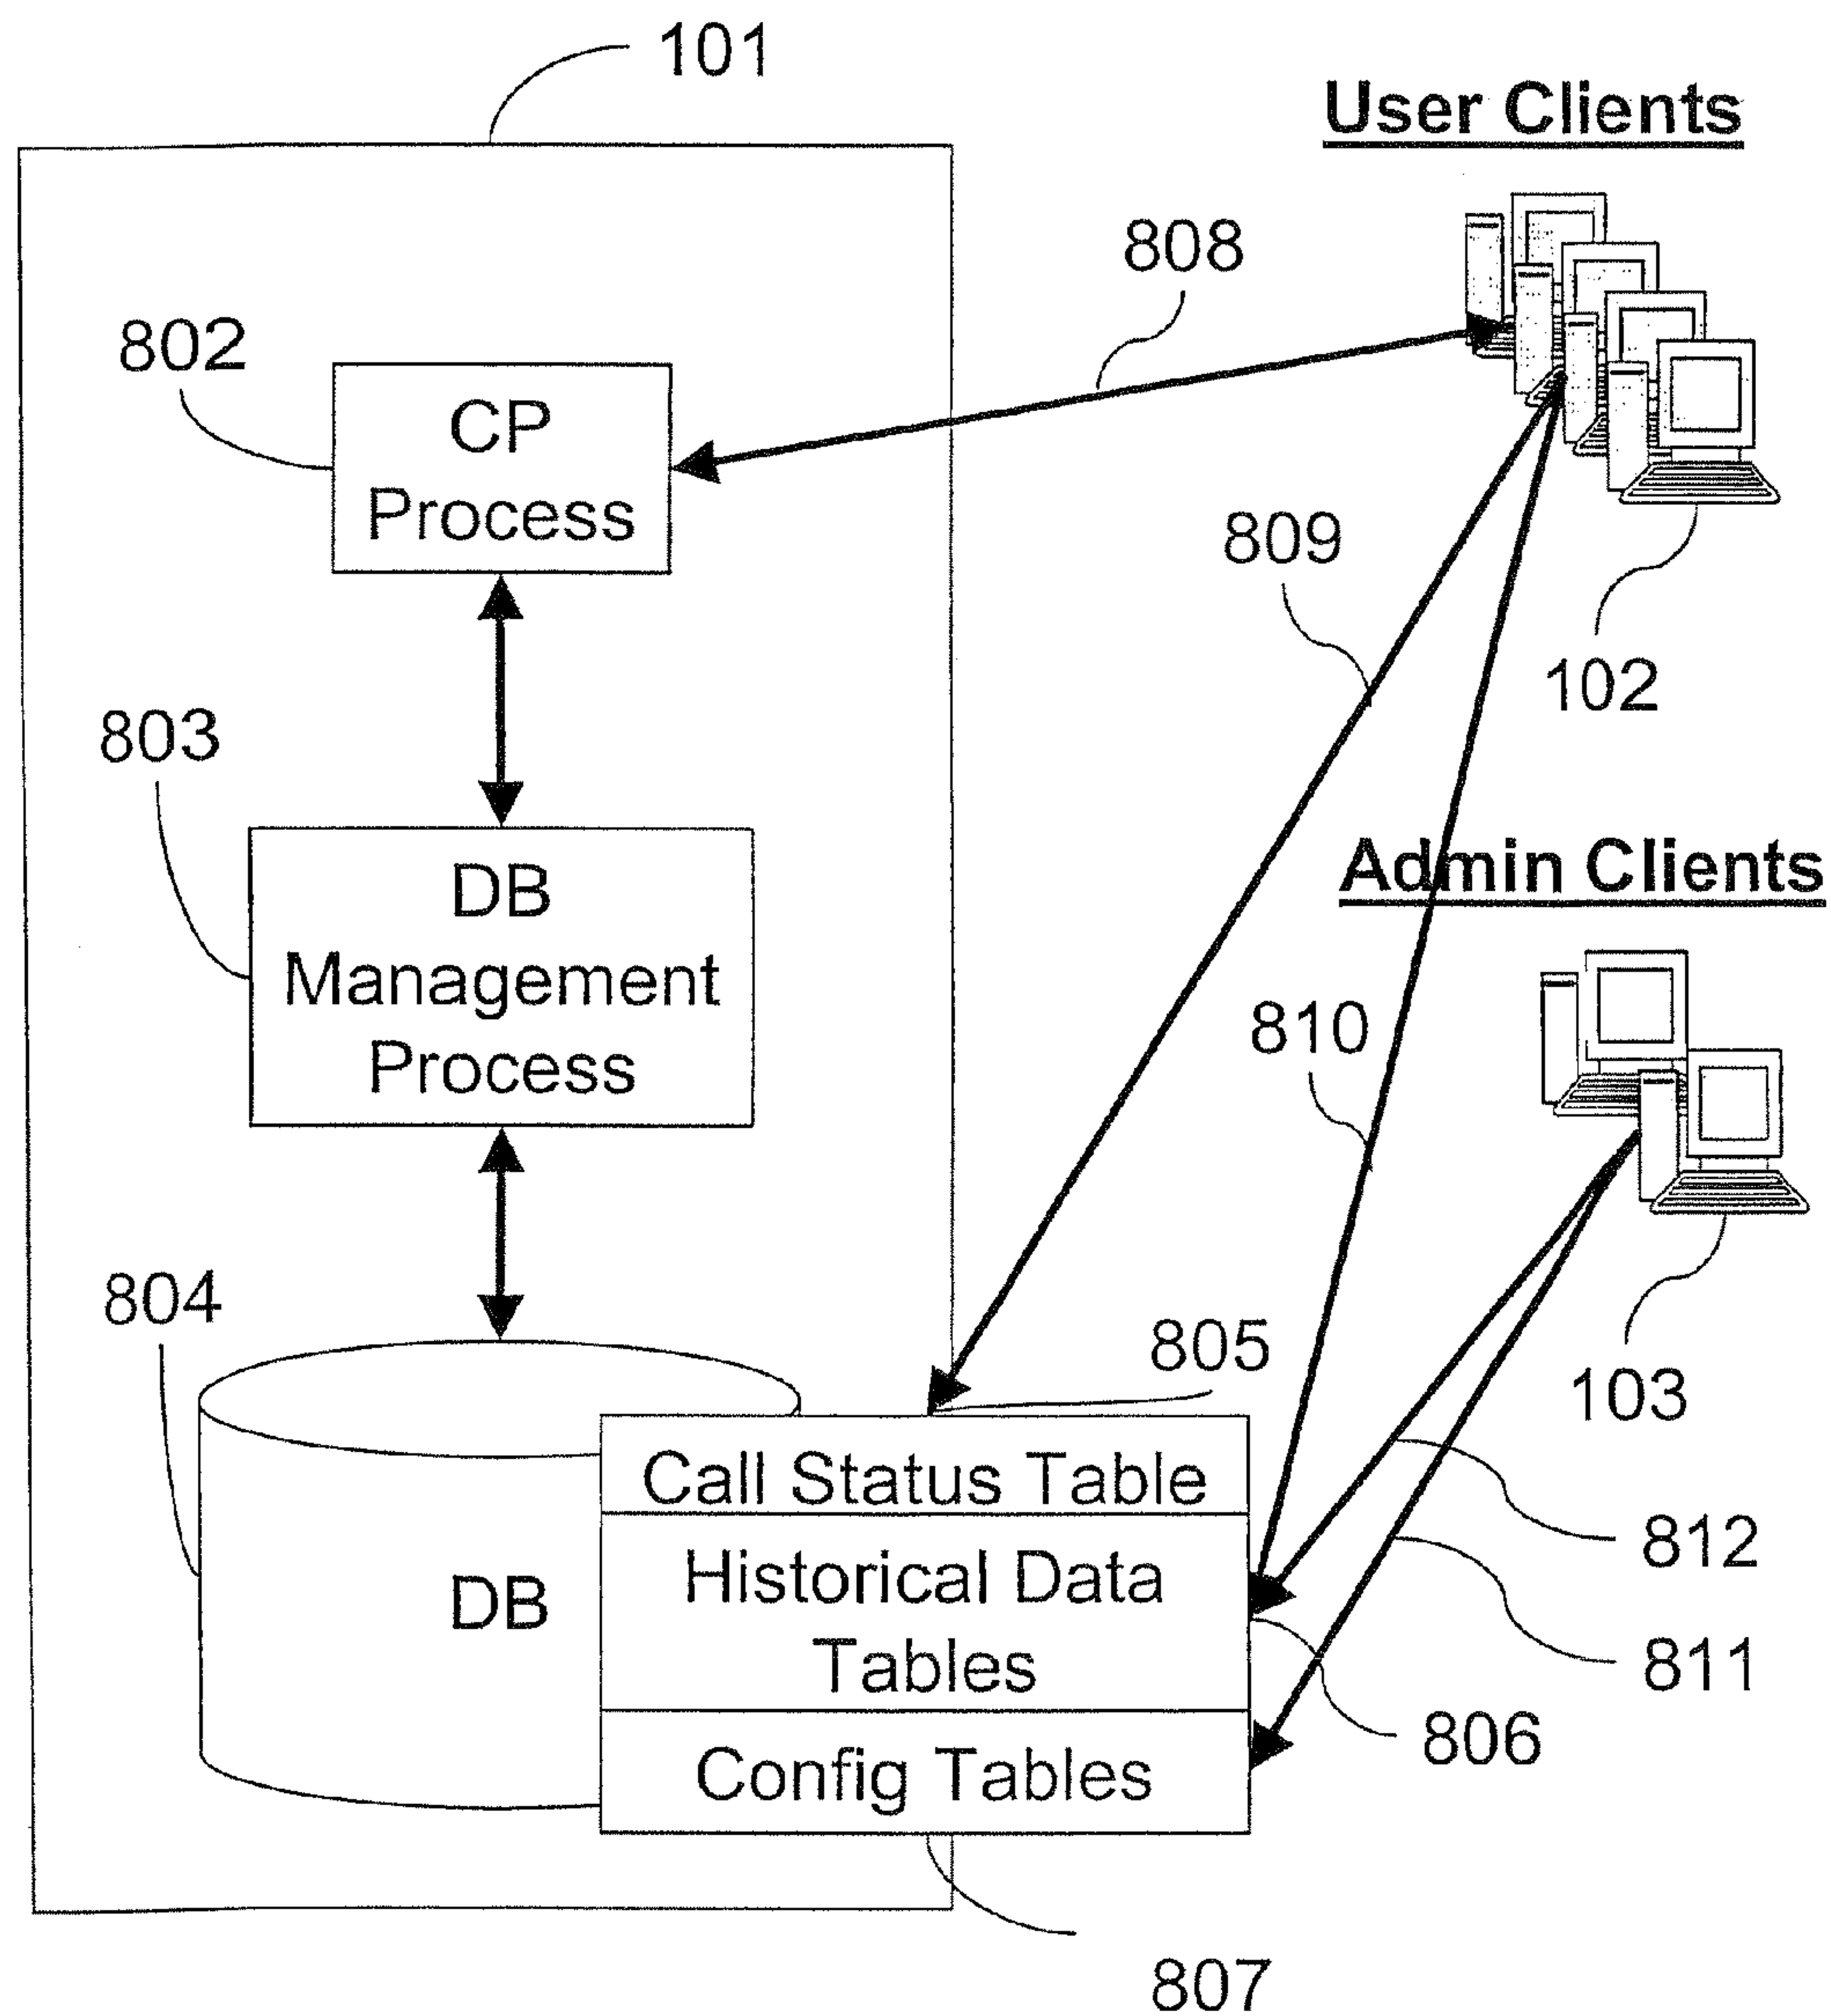 101
User Clients
808
802
CP
Process
809
102
803
DB
Management
Process
Admin Clients
810
804
805
103
Call Status Table
812
Historical Data
Tables
DB
811
806
Config Tables
807